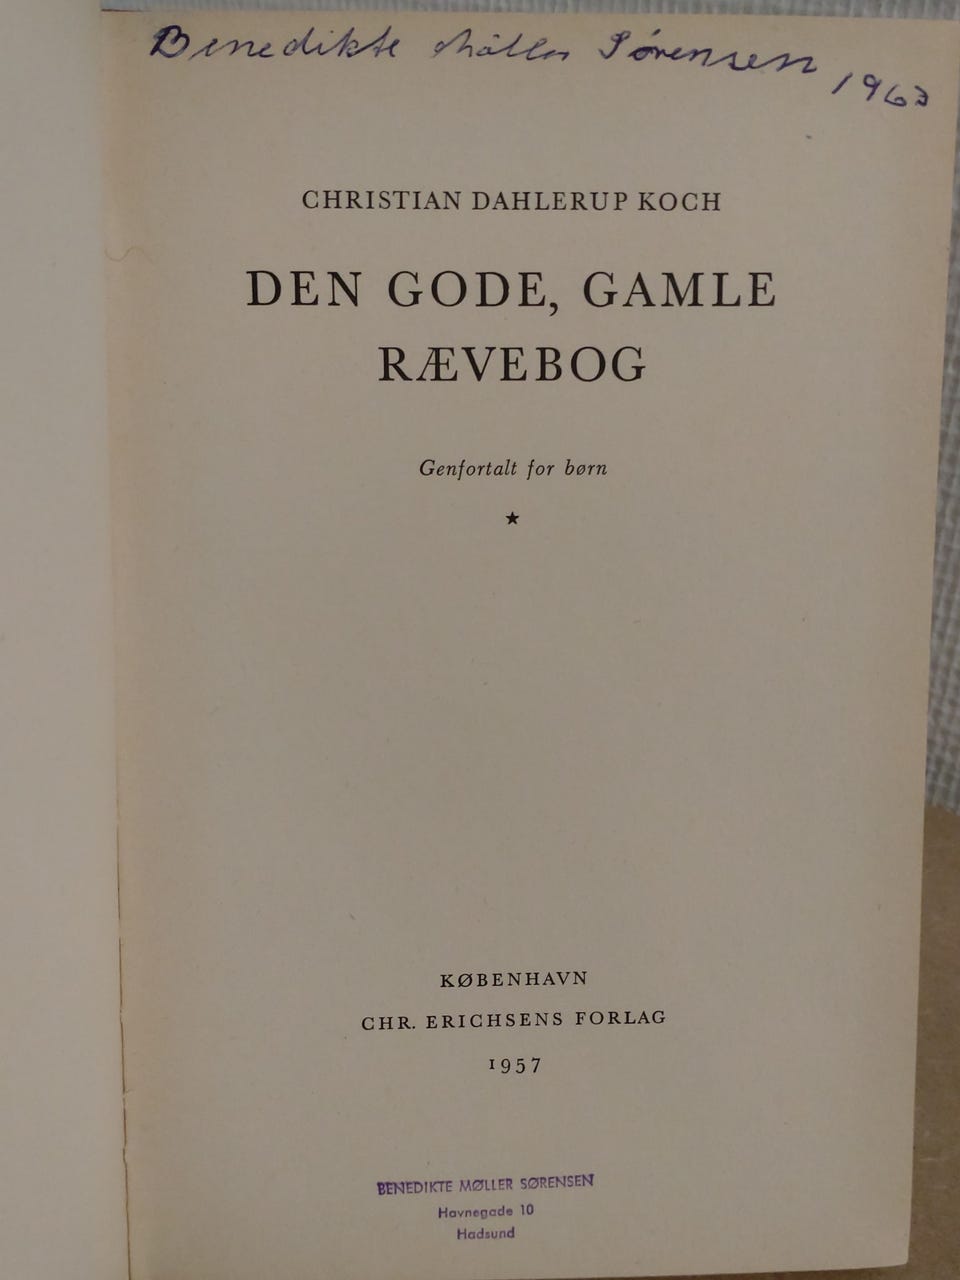 Benedikte Møller Sørensen
1963
CHRISTIAN DAHLERUP KOCH
DEN GODE, GAMLE
RÆVEBOG
Genfortalt for børn
KØBENHAVN
CHR. ERICHSENS FORLAG
1957
BENEDIKTE MØLLER SØRENSEN
Havnegade 10
Hadsund